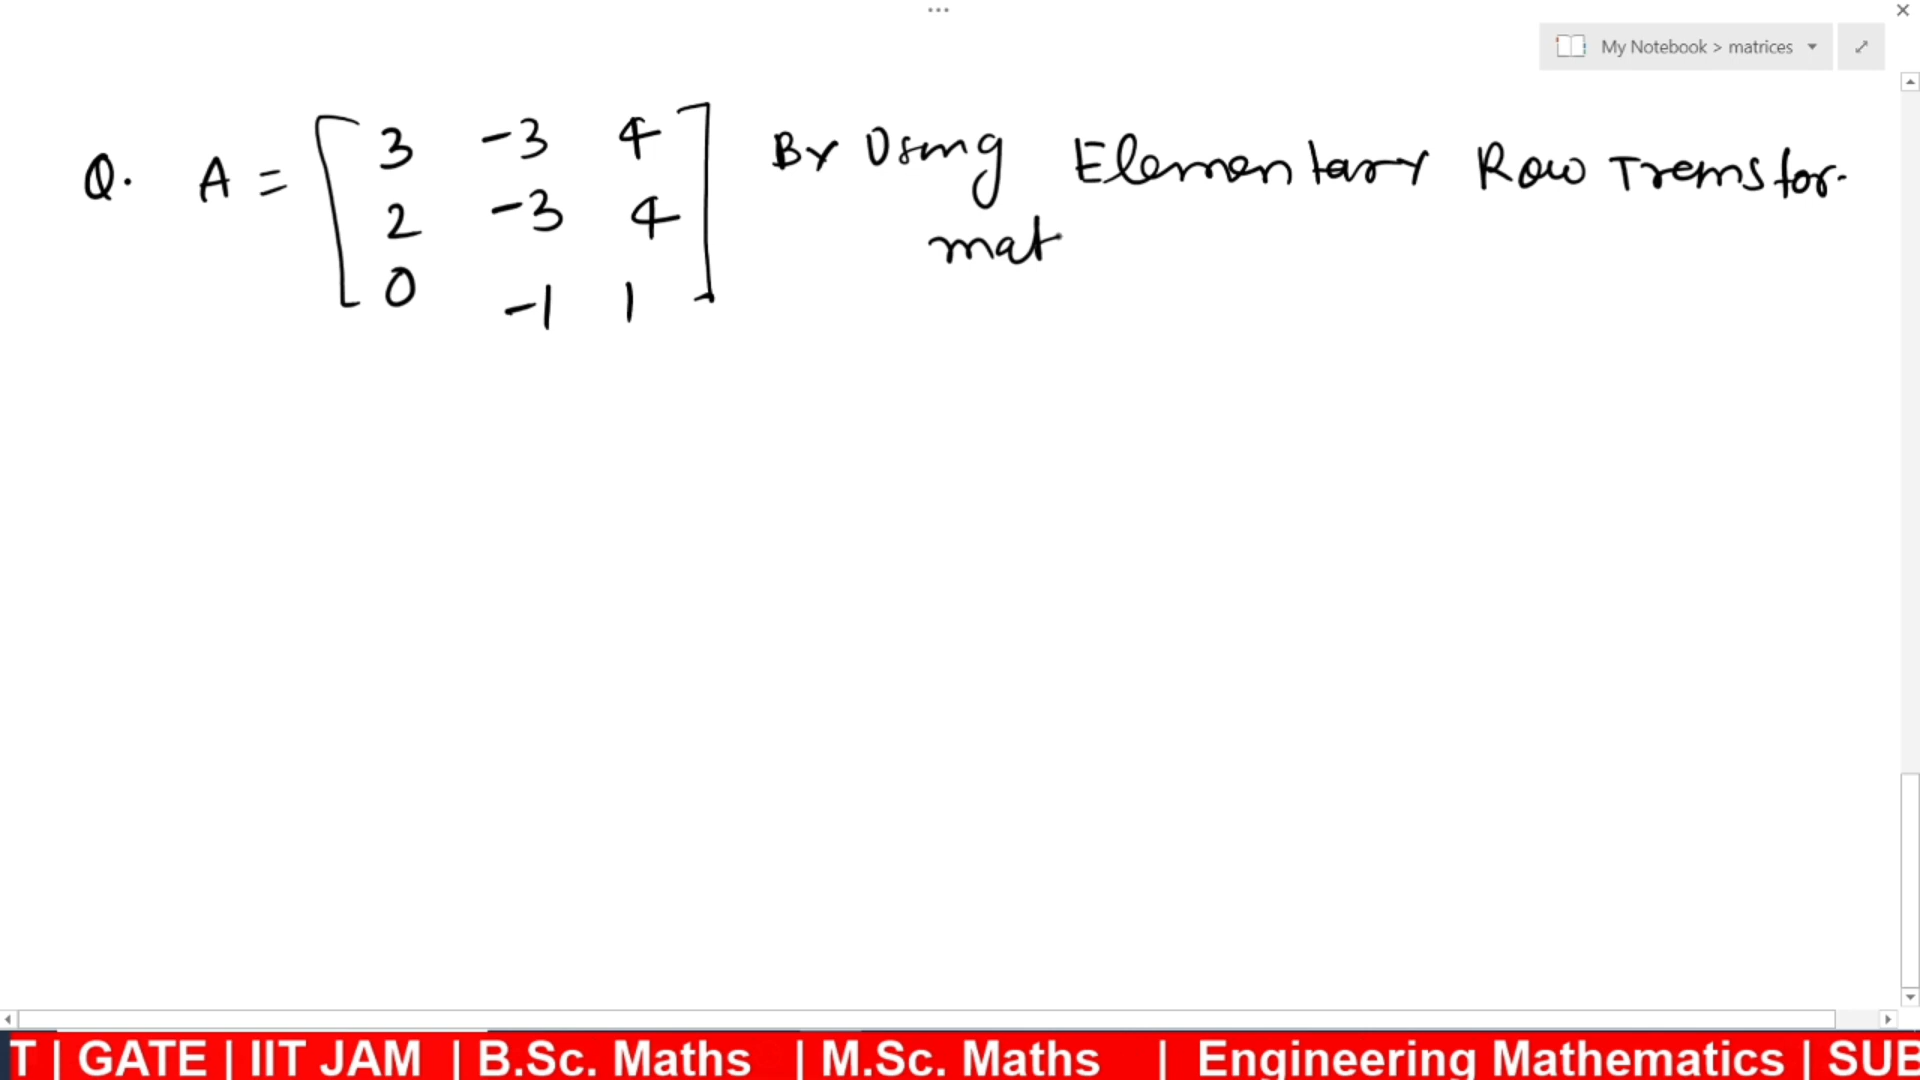 My Notebook > matrices
Q. A = [ 3 -3 4
2 -3 4
0 -1 1 ]
By Using Elementary Row Tremsfor-
mat
T | GATE | IIT JAM | B.Sc. Maths | M.Sc. Maths | Engineering Mathematics | SUB